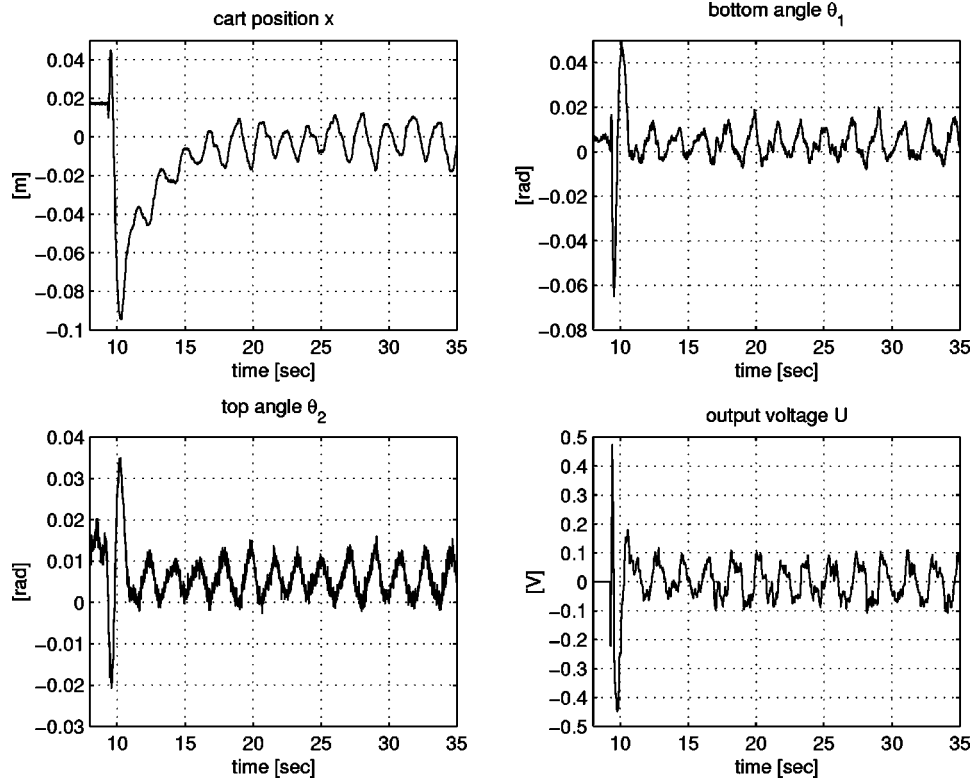 cart position x
0.04
0.02
0
−0.02
−0.04
−0.06
−0.08
−0.1
[m]
10 15 20 25 30 35
time [sec]
bottom angle θ₁
0.04
0.02
0
−0.02
−0.04
−0.06
−0.08
[rad]
10 15 20 25 30 35
time [sec]
top angle θ₂
0.04
0.03
0.02
0.01
0
−0.01
−0.02
−0.03
[rad]
10 15 20 25 30 35
time [sec]
output voltage U
0.5
0.4
0.3
0.2
0.1
0
−0.1
−0.2
−0.3
−0.4
−0.5
[V]
10 15 20 25 30 35
time [sec]